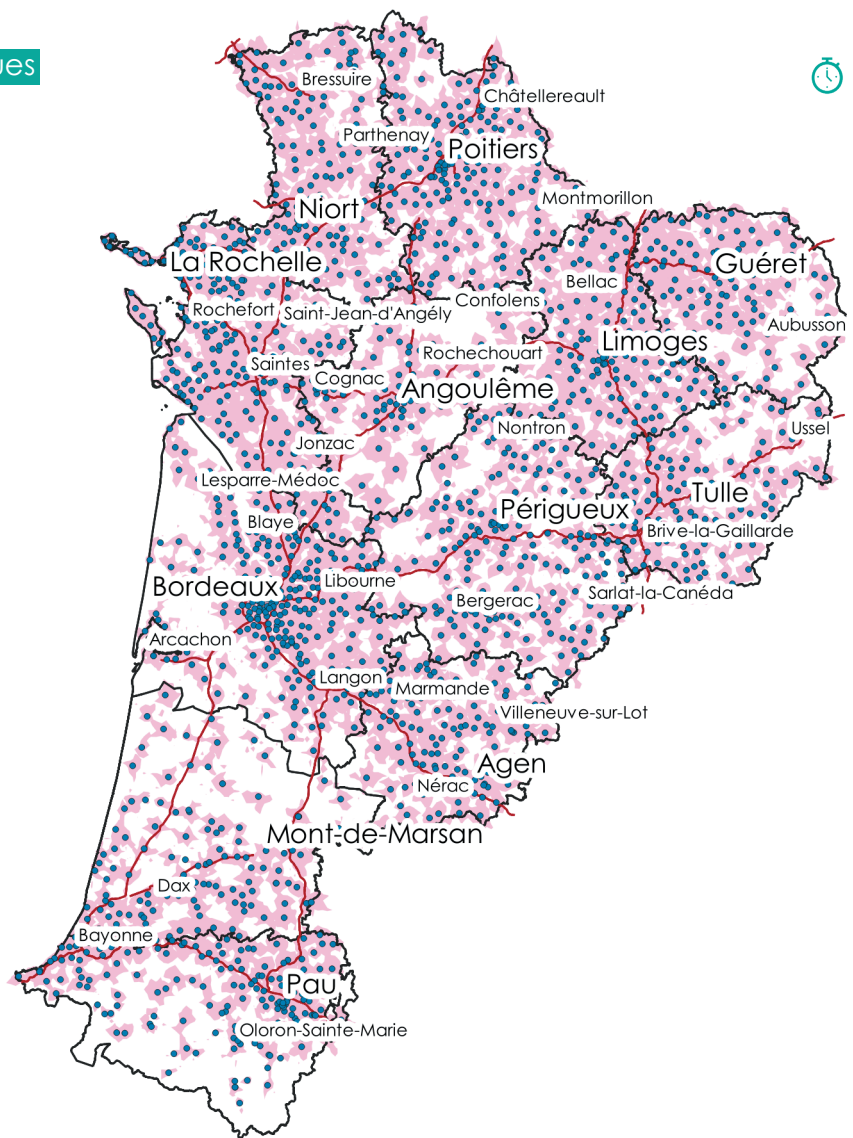 ues
Bressuire
Châtellereault
Parthenay
Poitiers
Montmorillon
Niort
La Rochelle
Guéret
Bellac
Confolens
Rochefort
Saint-Jean-d'Angély
Aubusson
Limoges
Rochechouart
Saintes
Cognac
Angoulême
Nontron
Ussel
Jonzac
Lesparre-Médoc
Tulle
Périgueux
Blaye
Brive-la-Gaillarde
Libourne
Bordeaux
Sarlat-la-Canéda
Bergerac
Arcachon
Langon
Marmande
Villeneuve-sur-Lot
Agen
Nérac
Mont-de-Marsan
Dax
Bayonne
Pau
Oloron-Sainte-Marie